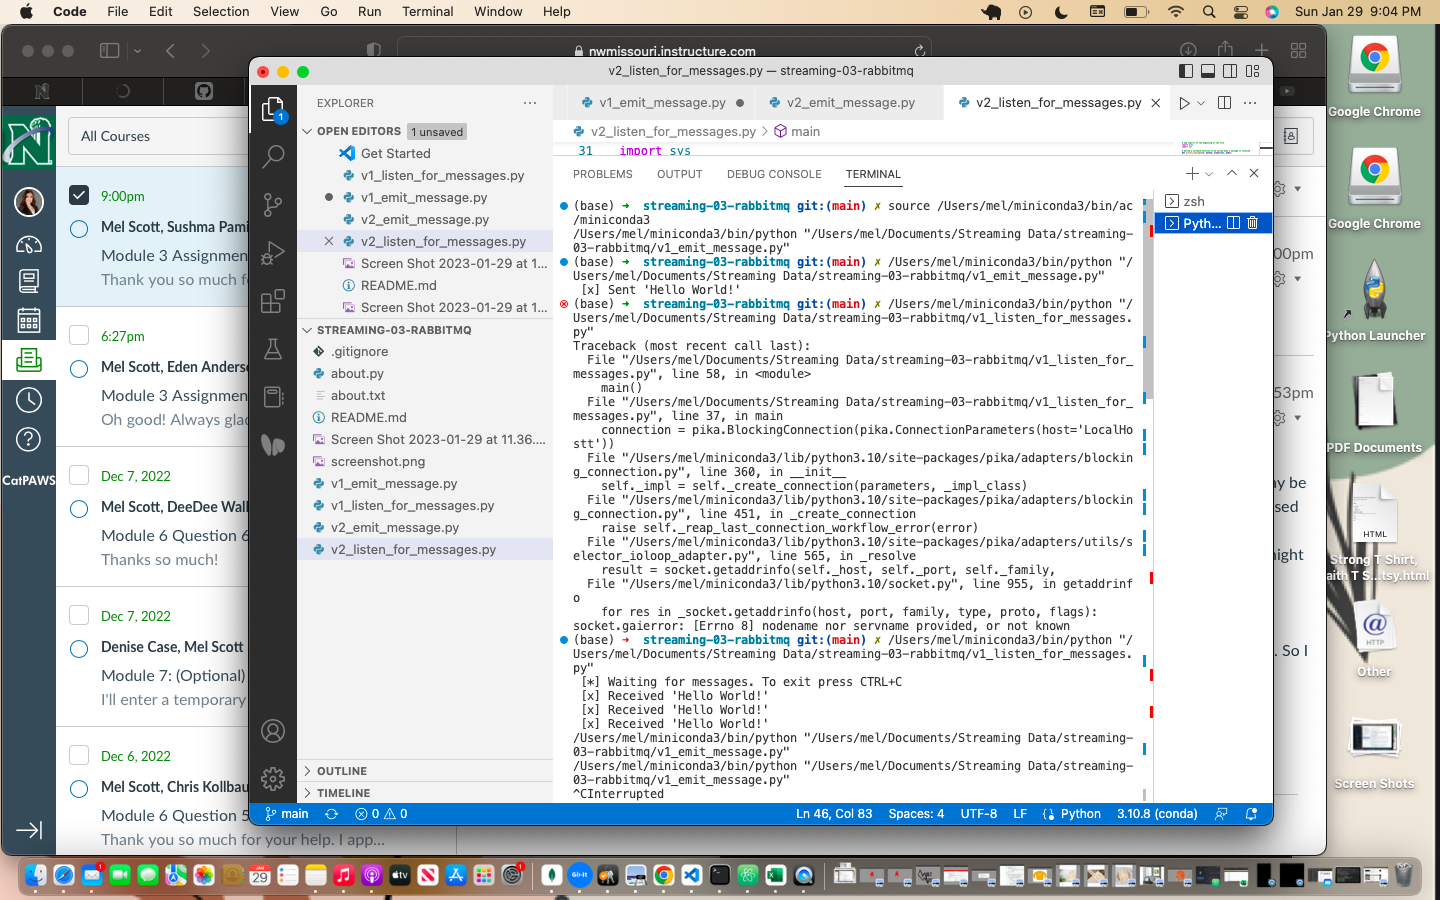 Code File Edit Selection View Go Run Terminal Window Help Sun Jan 29 9:04 PM
nwmissouri.instructure.com
v2_listen_for_messages.py — streaming-03-rabbitmq
All Courses
9:00pm
Mel Scott, Sushma Pami
Module 3 Assignmen
Thank you so much f
6:27pm
Mel Scott, Eden Anderse
Module 3 Assignmen
Oh good! Always glad
Dec 7, 2022
Mel Scott, DeeDee Wall
Module 6 Question 6
Thanks so much!
Dec 7, 2022
Denise Case, Mel Scott
Module 7: (Optional)
I'll enter a temporary
Dec 6, 2022
Mel Scott, Chris Kollbau
Module 6 Question 5
Thank you so much for your help. I app...
CatPAWS
EXPLORER
OPEN EDITORS 1 unsaved
Get Started
v1_listen_for_messages.py
v1_emit_message.py
v2_emit_message.py
v2_listen_for_messages.py
Screen Shot 2023-01-29 at 1...
README.md
Screen Shot 2023-01-29 at 1...
STREAMING-03-RABBITMQ
.gitignore
about.py
about.txt
README.md
Screen Shot 2023-01-29 at 11.36....
screenshot.png
v1_emit_message.py
v1_listen_for_messages.py
v2_emit_message.py
v2_listen_for_messages.py
OUTLINE
TIMELINE
v1_emit_message.py v2_emit_message.py v2_listen_for_messages.py
v2_listen_for_messages.py > main
31 import sys
PROBLEMS OUTPUT DEBUG CONSOLE TERMINAL
zsh
Pyth...
(base) ➜ streaming-03-rabbitmq git:(main) ✗ source /Users/mel/miniconda3/bin/ac
/miniconda3
/Users/mel/miniconda3/bin/python "/Users/mel/Documents/Streaming Data/streaming-
03-rabbitmq/v1_emit_message.py"
(base) ➜ streaming-03-rabbitmq git:(main) ✗ /Users/mel/miniconda3/bin/python "/
Users/mel/Documents/Streaming Data/streaming-03-rabbitmq/v1_emit_message.py"
[x] Sent 'Hello World!'
(base) ➜ streaming-03-rabbitmq git:(main) ✗ /Users/mel/miniconda3/bin/python "/
Users/mel/Documents/Streaming Data/streaming-03-rabbitmq/v1_listen_for_messages.
py"
Traceback (most recent call last):
File "/Users/mel/Documents/Streaming Data/streaming-03-rabbitmq/v1_listen_for_
messages.py", line 58, in <module>
main()
File "/Users/mel/Documents/Streaming Data/streaming-03-rabbitmq/v1_listen_for_
messages.py", line 37, in main
connection = pika.BlockingConnection(pika.ConnectionParameters(host='LocalHo
stt'))
File "/Users/mel/miniconda3/lib/python3.10/site-packages/pika/adapters/blockin
g_connection.py", line 360, in __init__
self._impl = self._create_connection(parameters, _impl_class)
File "/Users/mel/miniconda3/lib/python3.10/site-packages/pika/adapters/blockin
g_connection.py", line 451, in _create_connection
raise self._reap_last_connection_workflow_error(error)
File "/Users/mel/miniconda3/lib/python3.10/site-packages/pika/adapters/utils/s
elector_ioloop_adapter.py", line 565, in _resolve
result = socket.getaddrinfo(self._host, self._port, self._family,
File "/Users/mel/miniconda3/lib/python3.10/socket.py", line 955, in getaddrinf
o
for res in _socket.getaddrinfo(host, port, family, type, proto, flags):
socket.gaierror: [Errno 8] nodename nor servname provided, or not known
(base) ➜ streaming-03-rabbitmq git:(main) ✗ /Users/mel/miniconda3/bin/python "/
Users/mel/Documents/Streaming Data/streaming-03-rabbitmq/v1_listen_for_messages.
py"
[*] Waiting for messages. To exit press CTRL+C
[x] Received 'Hello World!'
[x] Received 'Hello World!'
[x] Received 'Hello World!'
/Users/mel/miniconda3/bin/python "/Users/mel/Documents/Streaming Data/streaming-
03-rabbitmq/v1_emit_message.py"
/Users/mel/miniconda3/bin/python "/Users/mel/Documents/Streaming Data/streaming-
03-rabbitmq/v1_emit_message.py"
^CInterrupted
main 0 0 Ln 46, Col 83 Spaces: 4 UTF-8 LF Python 3.10.8 (conda)
00pm
53pm
ay be
sed
ight
. So I
Google Chrome
Google Chrome
Python Launcher
PDF Documents
HTML
Strong T Shirt,
aith T S...tsy.html
HTTP
Other
Screen Shots
JAN
29
Git-It